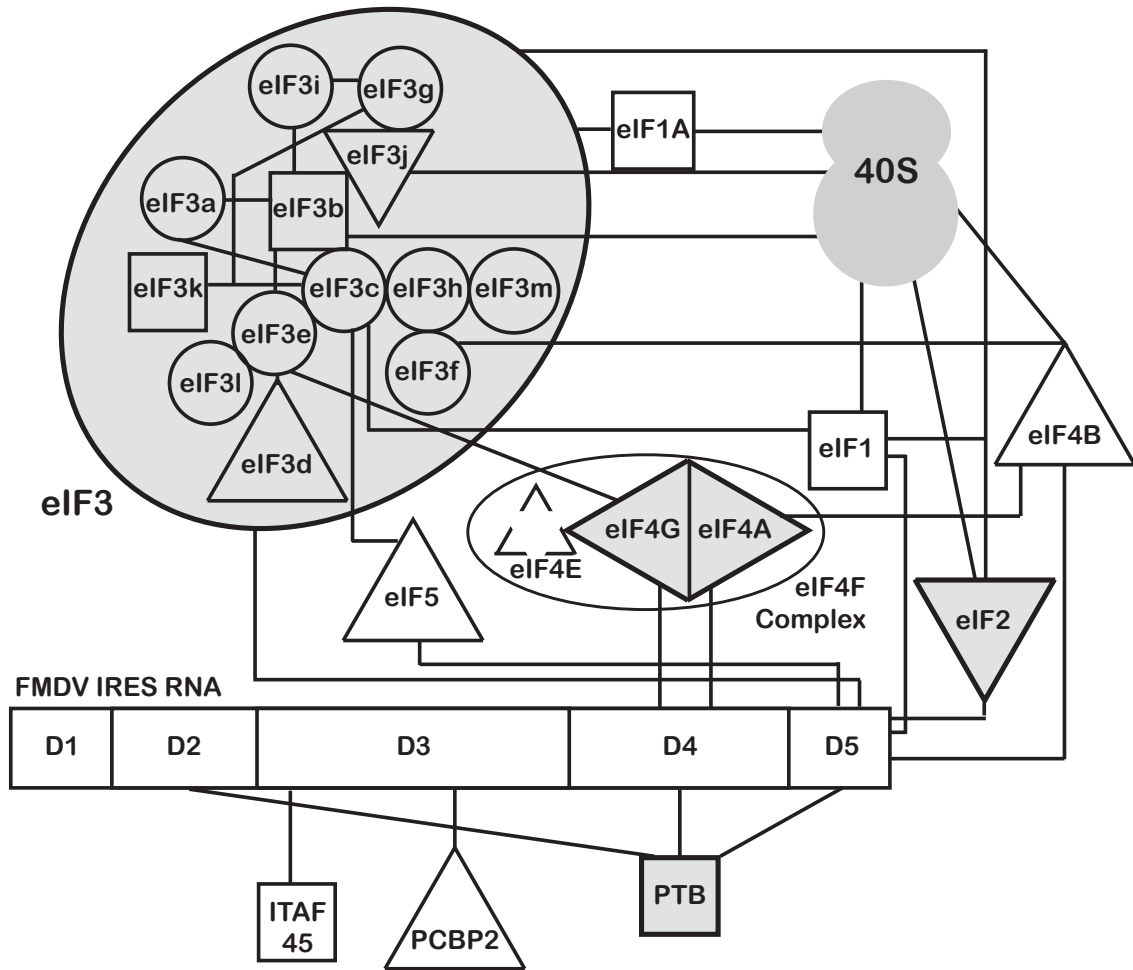 eIF3i
eIF3g
eIF1A
eIF3j
40S
eIF3a
eIF3b
eIF3k
eIF3c
eIF3h
eIF3m
eIF3e
eIF3l
eIF3f
eIF3d
eIF3
eIF1
eIF4B
eIF4G
eIF4A
eIF4E
eIF4F
Complex
eIF5
eIF2
FMDV IRES RNA
D1
D2
D3
D4
D5
ITAF
45
PCBP2
PTB